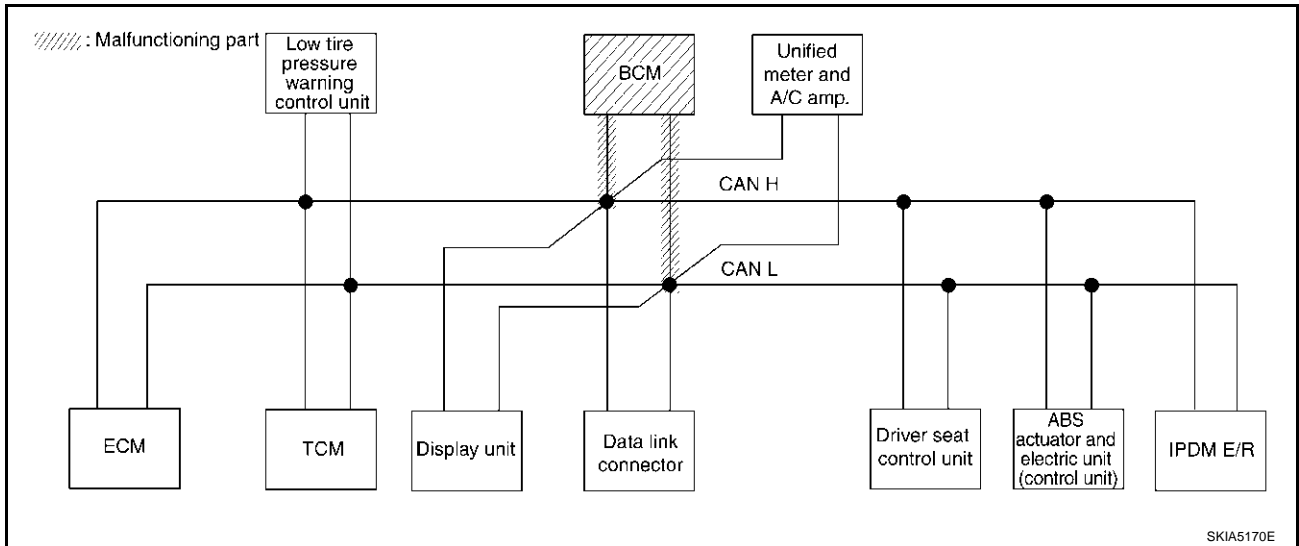 : Malfunctioning part
Low tire
pressure
warning
control unit
BCM
Unified
meter and
A/C amp.
CAN H
CAN L
ECM
TCM
Display unit
Data link
connector
Driver seat
control unit
ABS
actuator and
electric unit
(control unit)
IPDM E/R
SKIA5170E